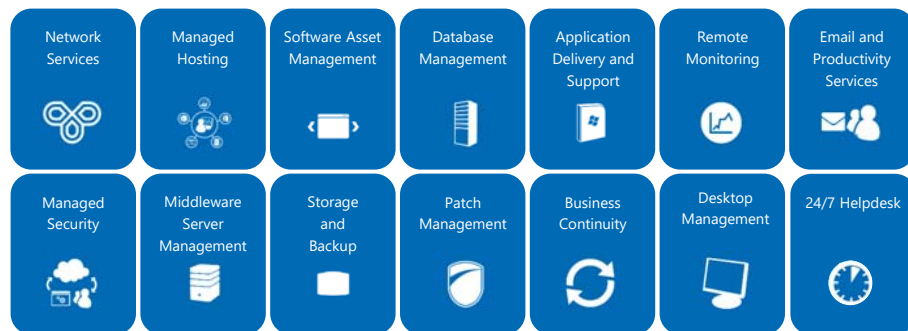 Network
Services
Managed
Hosting
Software Asset
Management
Database
Management
Application
Delivery and
Support
Remote
Monitoring
Email and
Productivity
Services
Managed
Security
Middleware
Server
Management
Storage
and
Backup
Patch
Management
Business
Continuity
Desktop
Management
24/7 Helpdesk